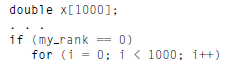 double x[1000];
. . .
if (my_rank == 0)
   for (i = 0; i < 1000; i++)